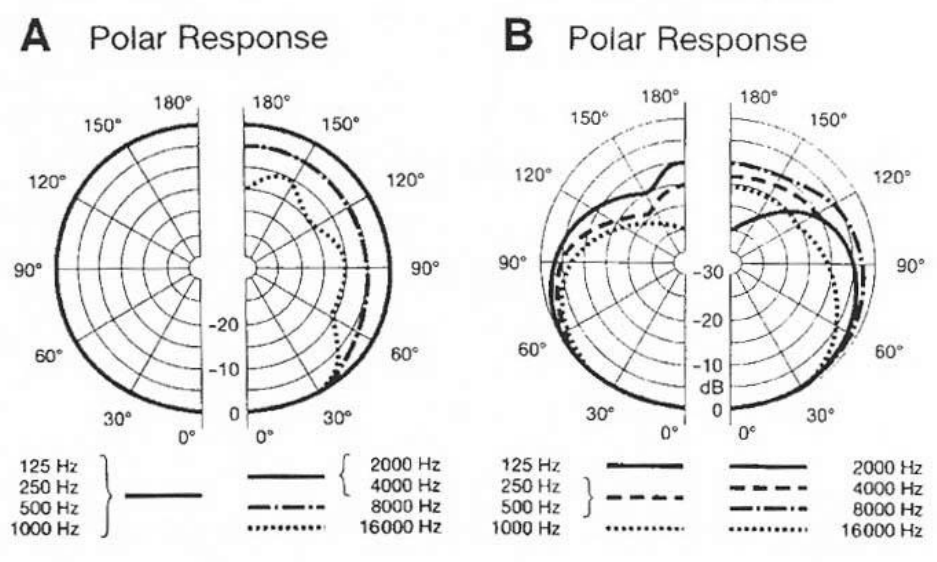 A Polar Response
180° 180°
150° 150°
120° 120°
90° 90°
60° 60°
30° 30°
0° 0°
-20
-10
0
125 Hz
250 Hz
500 Hz
1000 Hz
2000 Hz
4000 Hz
8000 Hz
16000 Hz
B Polar Response
180° 180°
150° 150°
120° 120°
90° 90°
60° 60°
30° 30°
0° 0°
-30
-20
-10
dB
0
125 Hz
250 Hz
500 Hz
1000 Hz
2000 Hz
4000 Hz
8000 Hz
16000 Hz